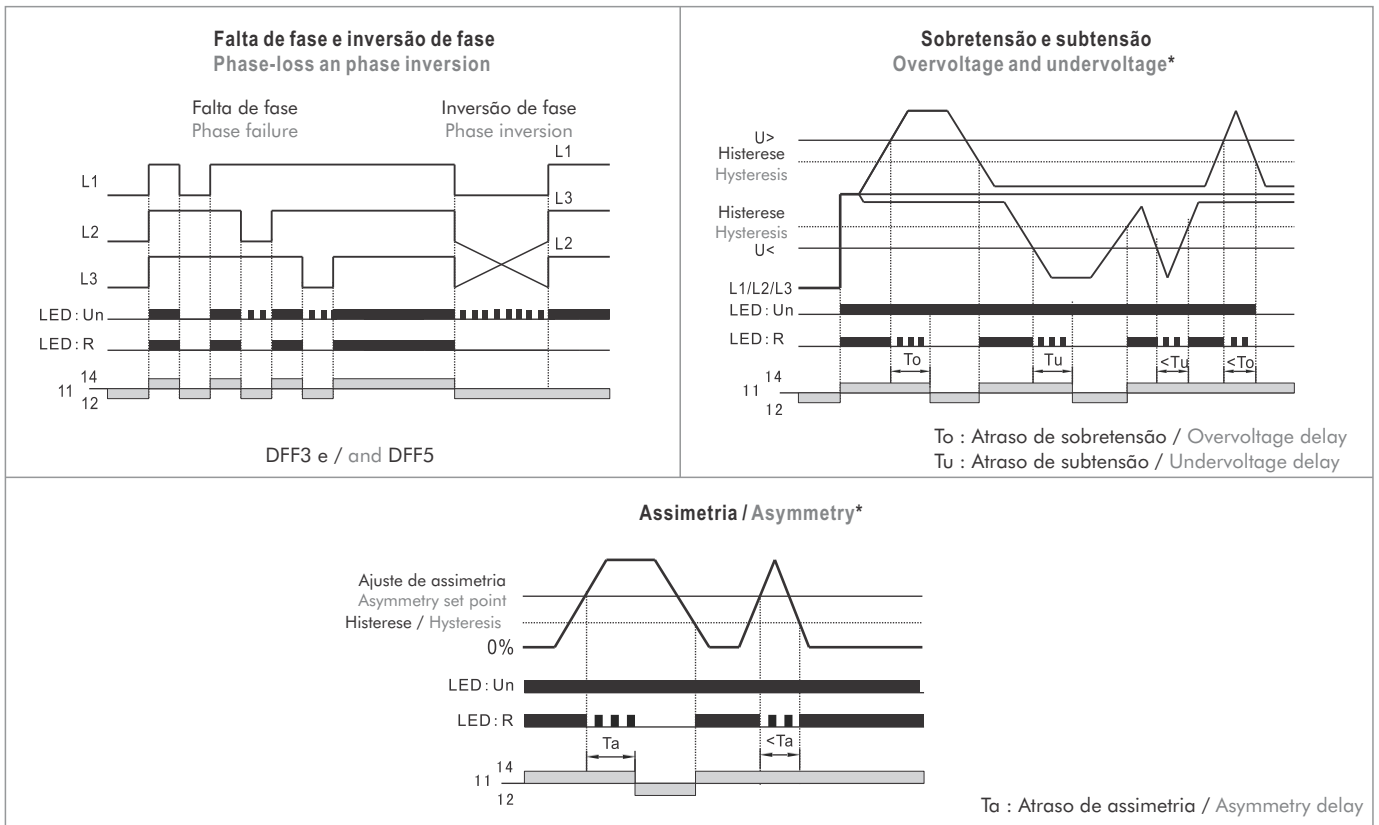 Falta de fase e inversão de fase
Phase-loss an phase inversion
Falta de fase
Phase failure
Inversão de fase
Phase inversion
L1
L1
L3
L2
L2
L3
LED: Un
LED: R
11 14
12
DFF3 e / and DFF5
Sobretensão e subtensão
Overvoltage and undervoltage*
U>
Histerese
Hysteresis
Histerese
Hysteresis
U<
L1/L2/L3
LED: Un
LED: R
To
Tu
<Tu
<To
11 14
12
To : Atraso de sobretensão / Overvoltage delay
Tu : Atraso de subtensão / Undervoltage delay
Assimetria / Asymmetry*
Ajuste de assimetria
Asymmetry set point
Histerese / Hysteresis
0%
LED: Un
LED: R
Ta
<Ta
11 14
12
Ta : Atraso de assimetria / Asymmetry delay